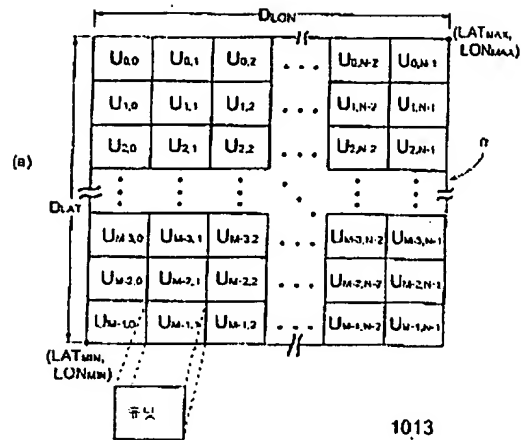 DLON
(LATMAX,
LONMAX)
U0,0 U0,1 U0,2 . . . U0,N-2 U0,N-1
U1,0 U1,1 U1,2 . . . U1,N-2 U1,N-1
U2,0 U2,1 U2,2 . . . U2,N-2 U2,N-1
(a)
DLAT
UM-3,0 UM-3,1 UM-3,2 . . . UM-3,N-2 UM-3,N-1
UM-2,0 UM-2,1 UM-2,2 . . . UM-2,N-2 UM-2,N-1
UM-1,0 UM-1,1 UM-1,2 . . . UM-1,N-2 UM-1,N-1
(LATMIN,
LONMIN)
유닛
1013